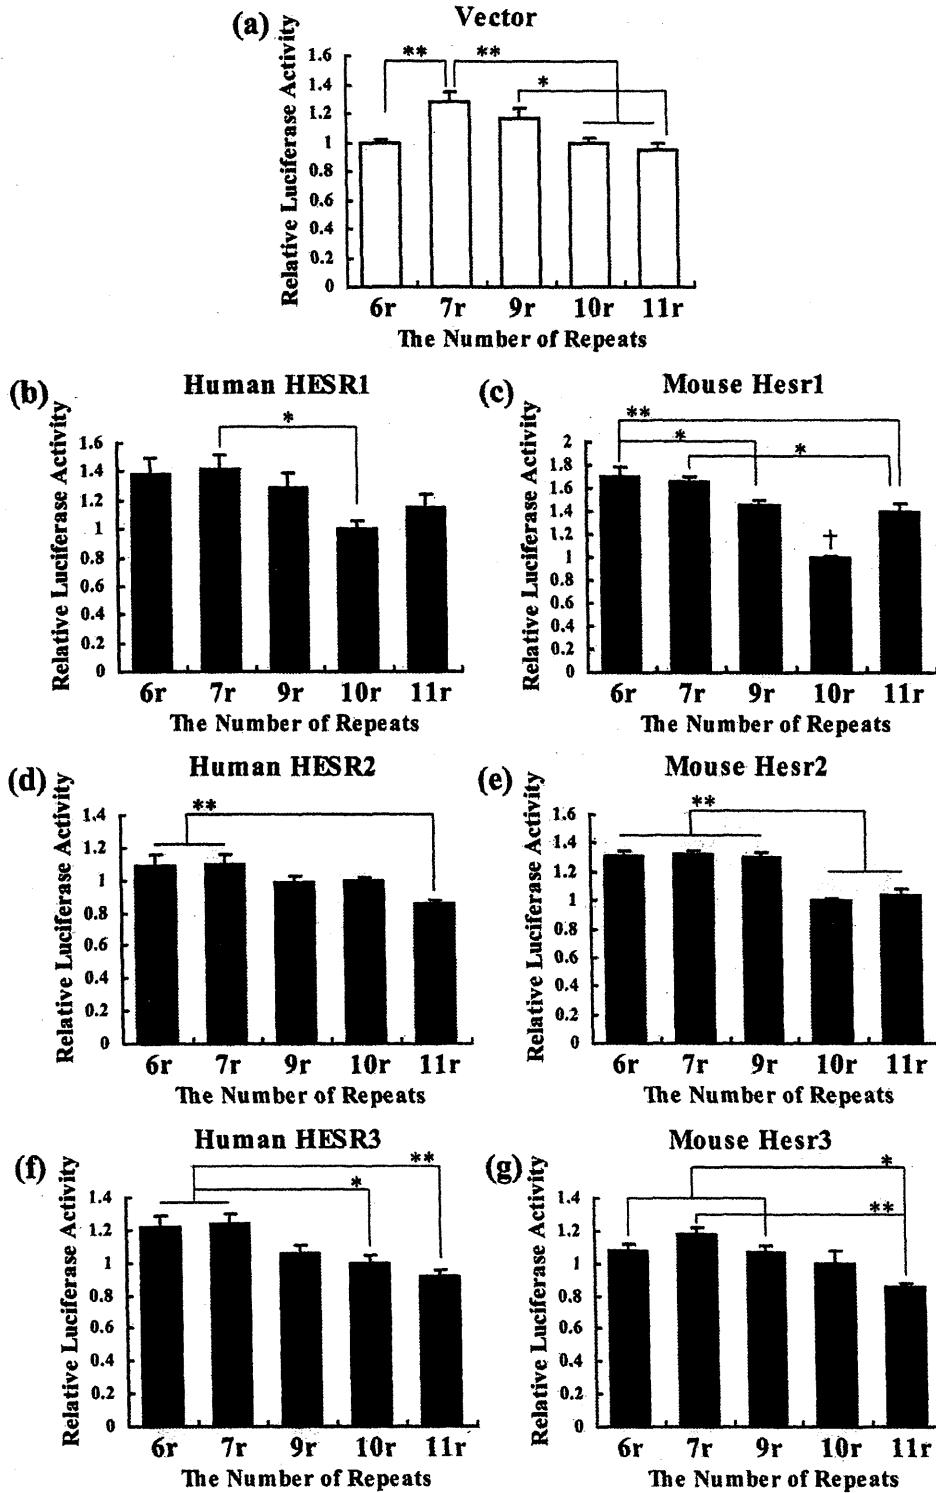 (a)
Vector
Relative Luciferase Activity
1.6
1.4
1.2
1
0.8
0.6
0.4
0.2
0
** **
*
6r 7r 9r 10r 11r
The Number of Repeats
(b)
Human HESR1
Relative Luciferase Activity
1.6
1.4
1.2
1
0.8
0.6
0.4
0.2
0
*
6r 7r 9r 10r 11r
The Number of Repeats
(c)
Mouse Hesr1
Relative Luciferase Activity
2
1.8
1.6
1.4
1.2
1
0.8
0.6
0.4
0.2
0
**
*
*
†
6r 7r 9r 10r 11r
The Number of Repeats
(d)
Human HESR2
Relative Luciferase Activity
1.4
1.2
1
0.8
0.6
0.4
0.2
0
**
6r 7r 9r 10r 11r
The Number of Repeats
(e)
Mouse Hesr2
Relative Luciferase Activity
1.6
1.4
1.2
1
0.8
0.6
0.4
0.2
0
**
6r 7r 9r 10r 11r
The Number of Repeats
(f)
Human HESR3
Relative Luciferase Activity
1.4
1.2
1
0.8
0.6
0.4
0.2
0
**
*
6r 7r 9r 10r 11r
The Number of Repeats
(g)
Mouse Hesr3
Relative Luciferase Activity
1.4
1.2
1
0.8
0.6
0.4
0.2
0
*
**
6r 7r 9r 10r 11r
The Number of Repeats